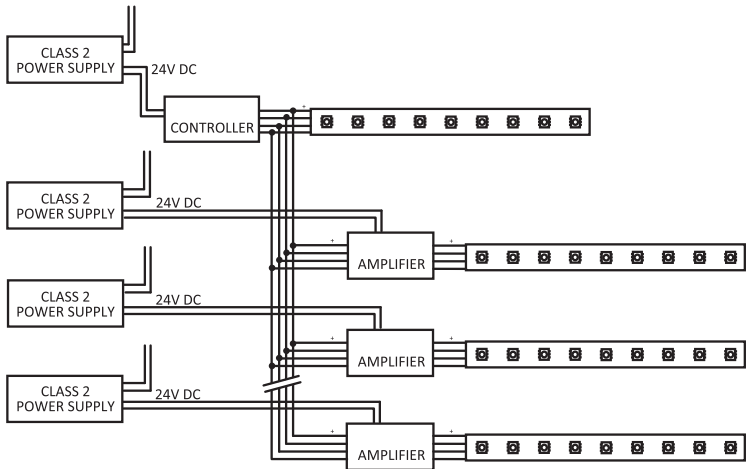 CLASS 2
POWER SUPPLY
24V DC
CONTROLLER
+
CLASS 2
POWER SUPPLY
24V DC
+
AMPLIFIER
+
CLASS 2
POWER SUPPLY
24V DC
+
AMPLIFIER
+
CLASS 2
POWER SUPPLY
24V DC
+
AMPLIFIER
+